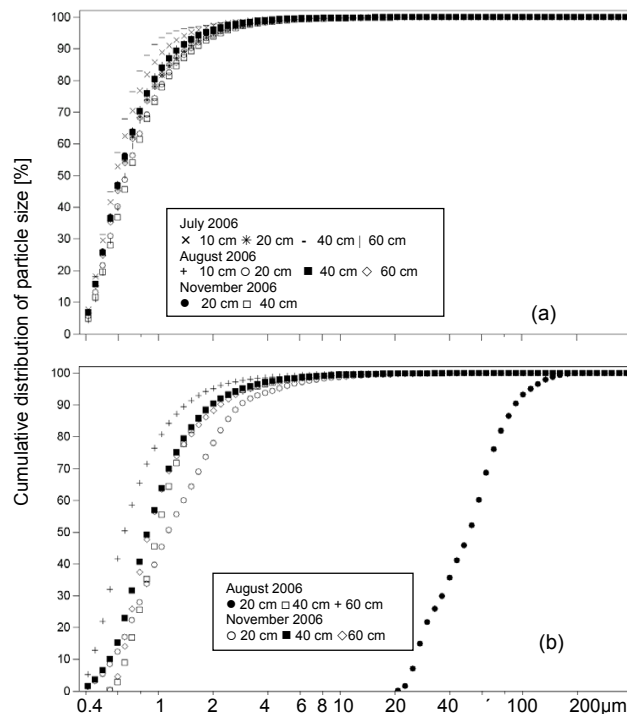 Cumulative distribution of particle size [%]
100
90
80
70
60
50
40
30
20
10
0
July 2006
× 10 cm ✳ 20 cm - 40 cm | 60 cm
August 2006
+ 10 cm ○ 20 cm ■ 40 cm ◇ 60 cm
November 2006
● 20 cm □ 40 cm
(a)
100
90
80
70
60
50
40
30
20
10
0
August 2006
● 20 cm □ 40 cm + 60 cm
November 2006
○ 20 cm ■ 40 cm ◇ 60 cm
(b)
0.4 1 2 4 6 8 10 20 40 100 200µm